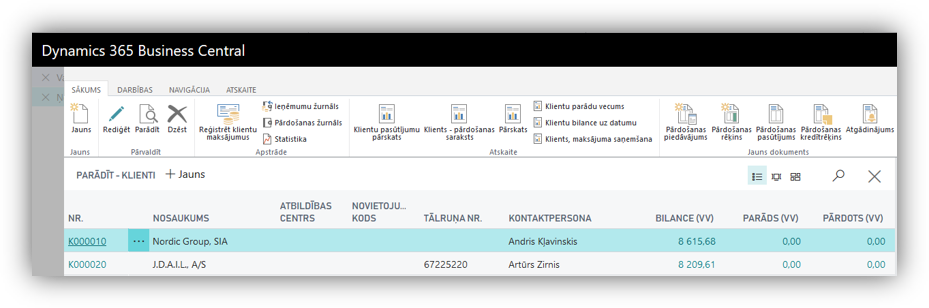 Dynamics 365 Business Central
SĀKUMS DARBĪBAS NAVIGĀCIJA ATSKAITE
Jauns
Rediģēt Parādīt Dzēst
Reģistrēt klientu maksājumus
Ieņēmumu žurnāls
Pārdošanas žurnāls
Statistika
Klientu pasūtījumu pārskats
Klients - pārdošanas saraksts
Pārskats
Klientu parādu vecums
Klientu bilance uz datumu
Klients, maksājuma saņemšana
Pārdošanas piedāvājums
Pārdošanas rēķins
Pārdošanas pasūtījums
Pārdošanas kredītrēķins
Atgādinājums
Jauns Pārvaldīt Apstrāde Atskaite Jauns dokuments
PARĀDĪT - KLIENTI + Jauns
NR. NOSAUKUMS ATBILDĪBAS CENTRS NOVIETOJU... KODS TĀLRUŅA NR. KONTAKTPERSONA BILANCE (VV) PARĀDS (VV) PĀRDOTS (VV)
K000010 ... Nordic Group, SIA Andris Kļavinskis 8 615,68 0,00 0,00
K000020 J.D.A.I.L., A/S 67225220 Artūrs Zirnis 8 209,61 0,00 0,00